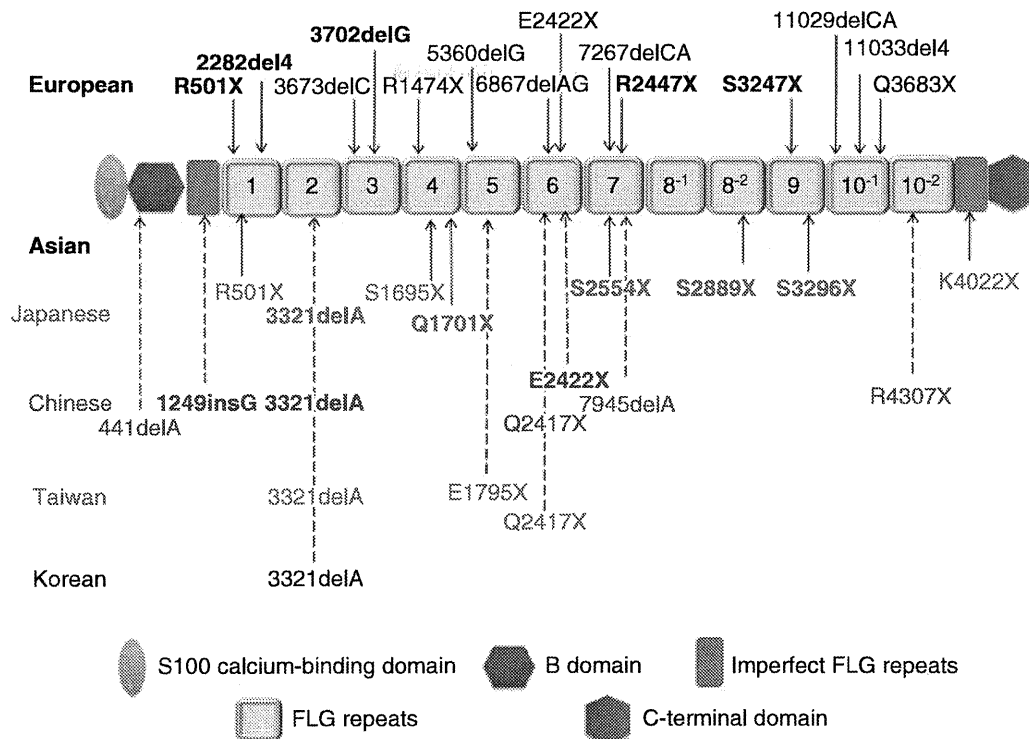 E2422X
11029delCA
3702delG
5360delG
7267delCA
11033del4
2282del4
European
R501X
3673delC
R1474X
6867delAG
R2447X
S3247X
Q3683X
1
2
3
4
5
6
7
8-1
8-2
9
10-1
10-2
Asian
R501X
S1695X
S2554X
S2889X
S3296X
K4022X
Japanese
3321delA
Q1701X
E2422X
R4307X
Chinese
1249insG
3321delA
7945delA
441delA
Q2417X
Taiwan
3321delA
E1795X
Q2417X
Korean
3321delA
S100 calcium-binding domain
B domain
Imperfect FLG repeats
FLG repeats
C-terminal domain